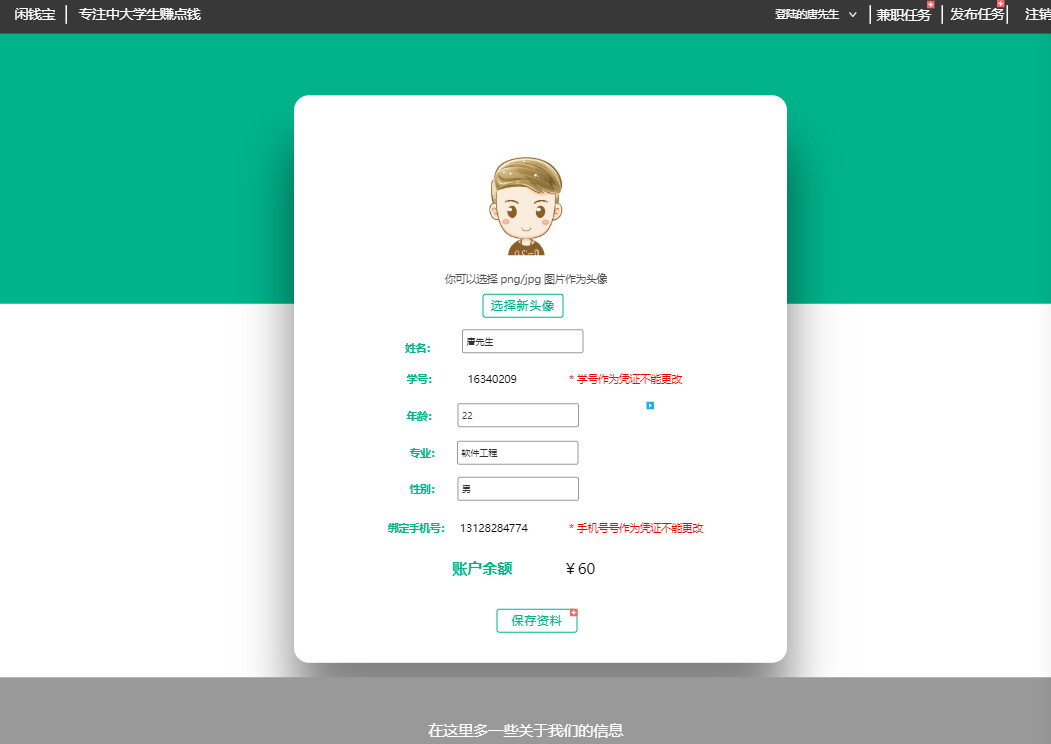 闲钱宝 专注中大学生赚点钱 登陆的唐先生 兼职任务 发布任务 注销
你可以选择 png/jpg 图片作为头像
选择新头像
姓名: 唐先生
学号: 16340209 * 学号作为凭证不能更改
年龄: 22
专业: 软件工程
性别: 男
绑定手机号: 13128284774 * 手机号号作为凭证不能更改
账户余额 ¥ 60
保存资料
在这里多一些关于我们的信息